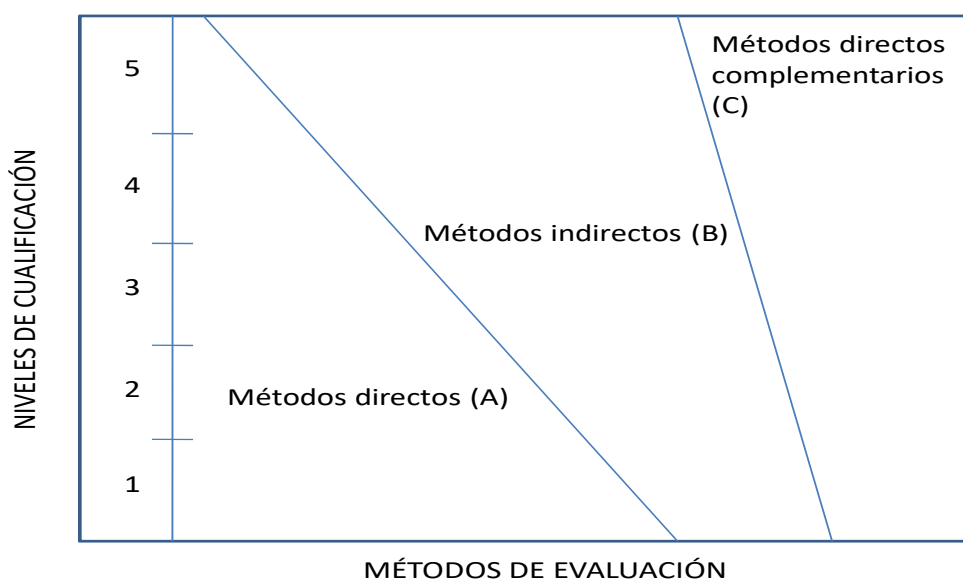 Métodos directos
complementarios
(C)
5
4
Métodos indirectos (B)
3
2
Métodos directos (A)
1
NIVELES DE CUALIFICACIÓN
MÉTODOS DE EVALUACIÓN